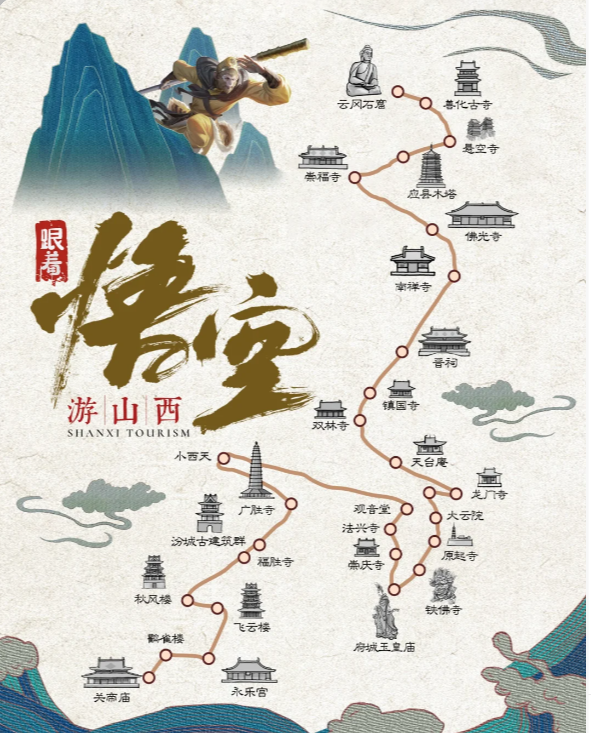 跟着
悟空
游山西
SHANXI TOURISM
云冈石窟
善化古寺
悬空寺
崇福寺
应县木塔
佛光寺
南禅寺
晋祠
镇国寺
双林寺
天台庵
小西天
龙门寺
广胜寺
观音堂
大云院
法兴寺
汾城古建筑群
原起寺
崇庆寺
福胜寺
秋风楼
铁佛寺
飞云楼
府城玉皇庙
鹳雀楼
关帝庙
永乐宫